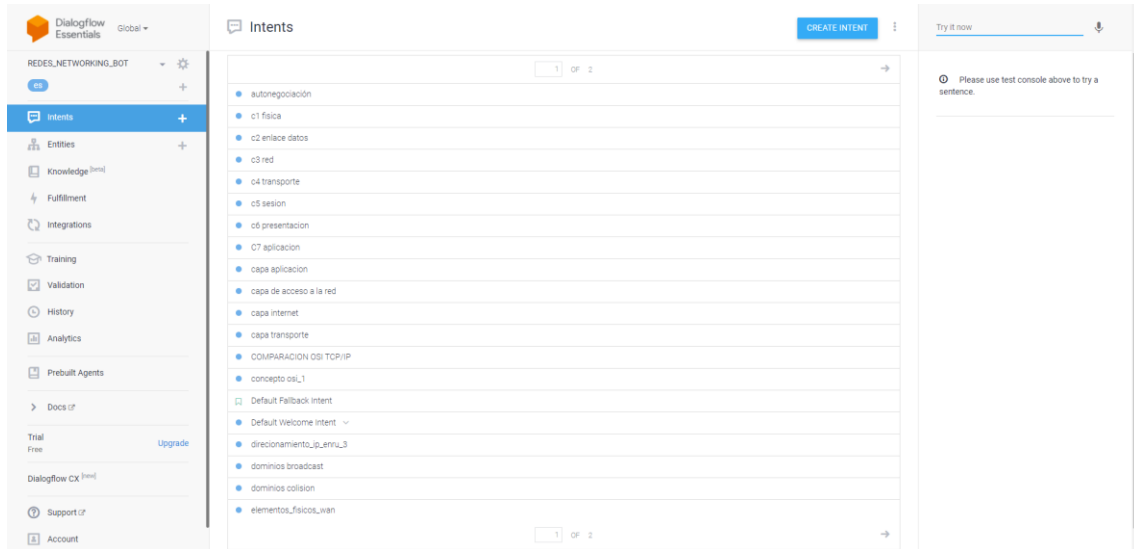 Dialogflow
Essentials
Global
REDES_NETWORKING_BOT
es
Intents
Entities
Knowledge [beta]
Fulfillment
Integrations
Training
Validation
History
Analytics
Prebuilt Agents
Docs
Trial
Free
Upgrade
Dialogflow CX [new]
Support
Account
Intents
CREATE INTENT
1 OF 2
autonegociación
c1 fisica
c2 enlace datos
c3 red
c4 transporte
c5 sesion
c6 presentacion
C7 aplicacion
capa aplicacion
capa de acceso a la red
capa internet
capa transporte
COMPARACION OSI TCP/IP
concepto osi_1
Default Fallback Intent
Default Welcome Intent
direcionamiento_ip_enru_3
dominios broadcast
dominios colision
elementos_fisicos_wan
1 OF 2
Try it now
Please use test console above to try a
sentence.